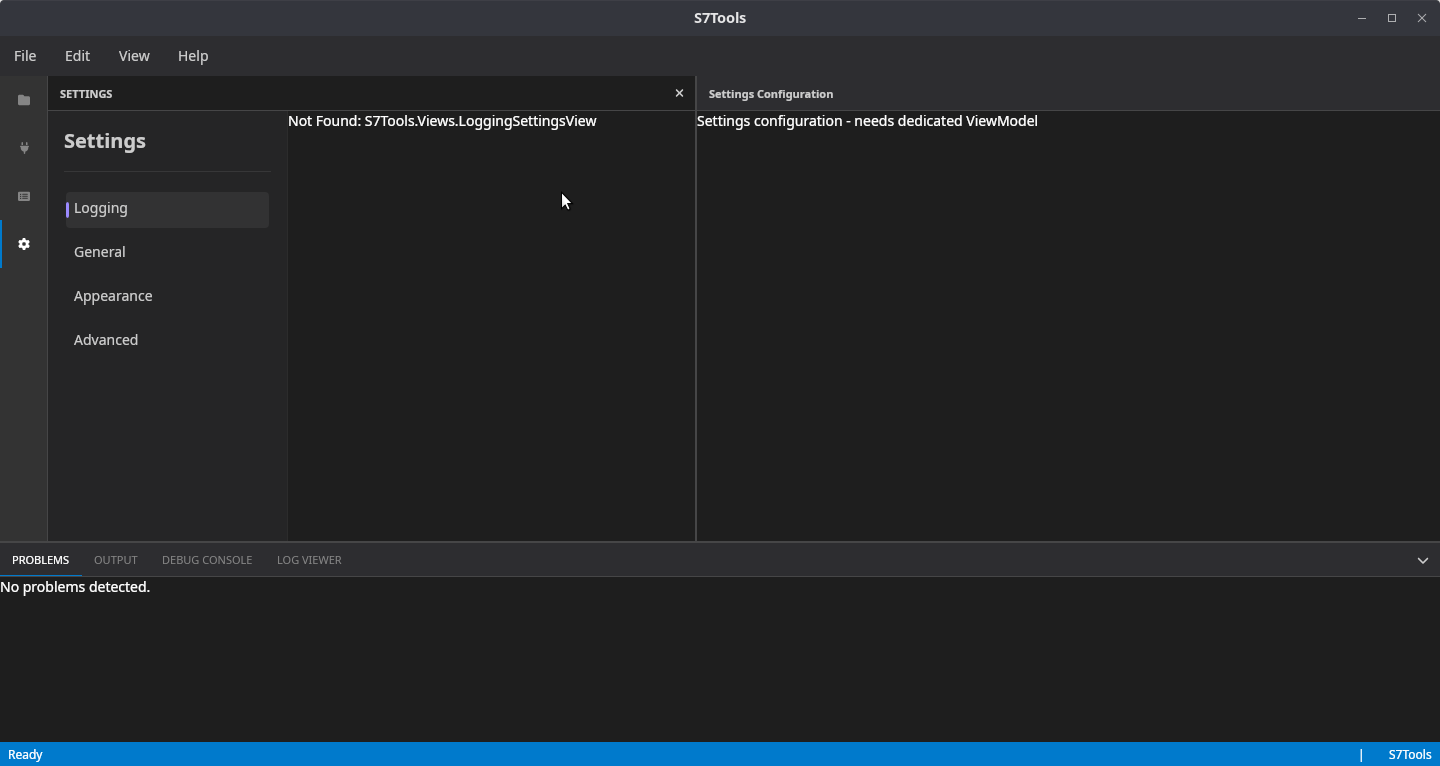 S7Tools
File Edit View Help
SETTINGS
Settings Configuration
Settings
Not Found: S7Tools.Views.LoggingSettingsView
Settings configuration - needs dedicated ViewModel
Logging
General
Appearance
Advanced
PROBLEMS OUTPUT DEBUG CONSOLE LOG VIEWER
No problems detected.
Ready | S7Tools